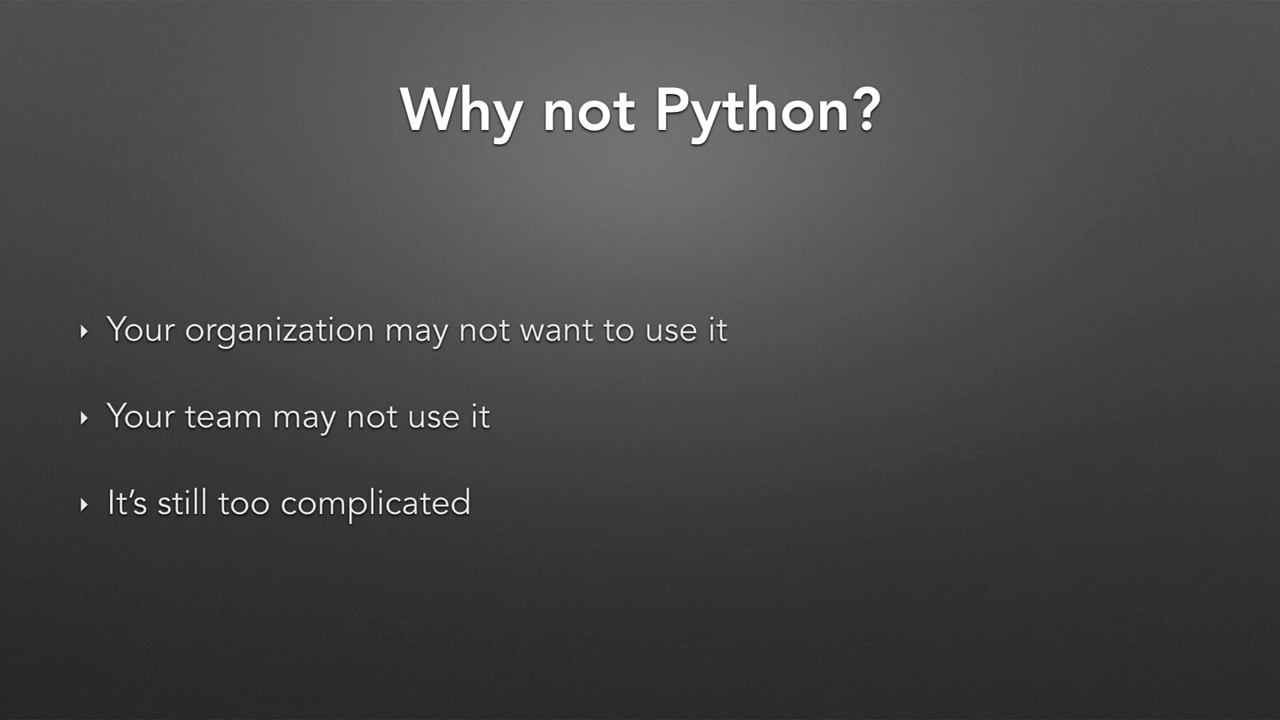 Why not Python?
Your organization may not want to use it
Your team may not use it
It’s still too complicated